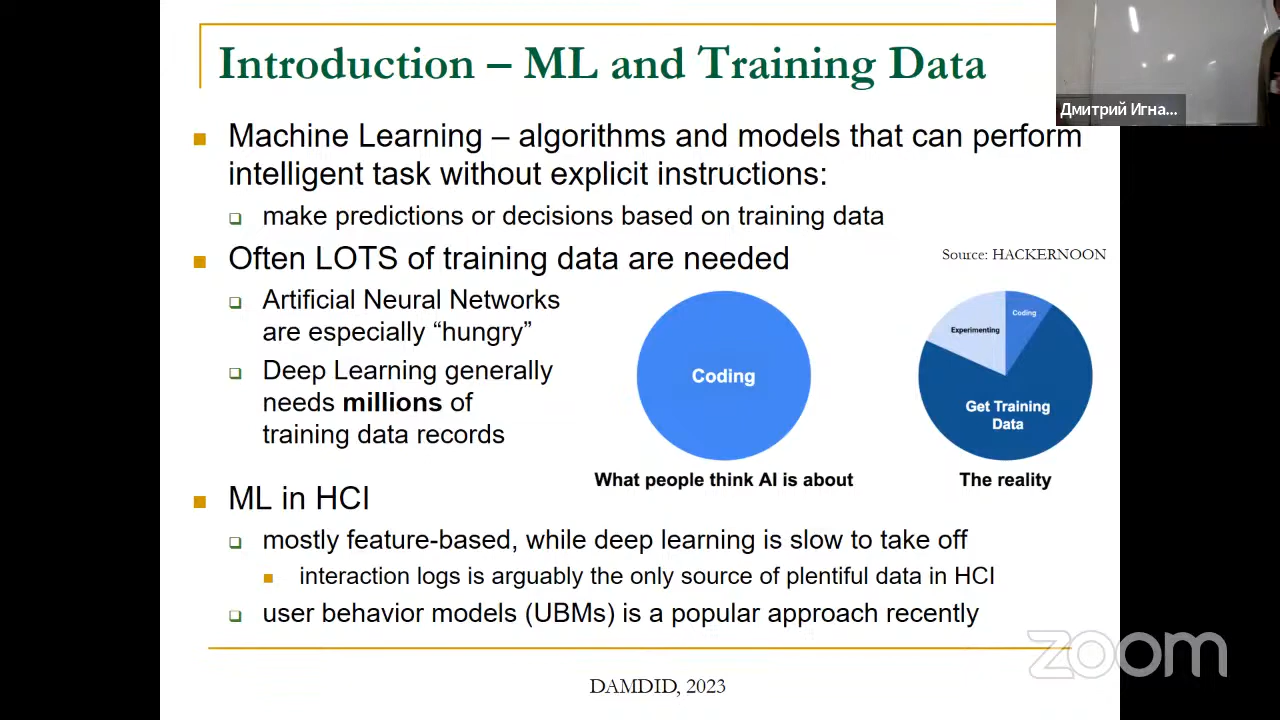 Introduction – ML and Training Data
Дмитрий Игна...
Machine Learning – algorithms and models that can perform
intelligent task without explicit instructions:
make predictions or decisions based on training data
Often LOTS of training data are needed
Source: HACKERNOON
Artificial Neural Networks
are especially “hungry”
Deep Learning generally
needs millions of
training data records
Coding
What people think AI is about
Coding
Experimenting
Get Training
Data
The reality
ML in HCI
mostly feature-based, while deep learning is slow to take off
interaction logs is arguably the only source of plentiful data in HCI
user behavior models (UBMs) is a popular approach recently
zoom
DAMDID, 2023